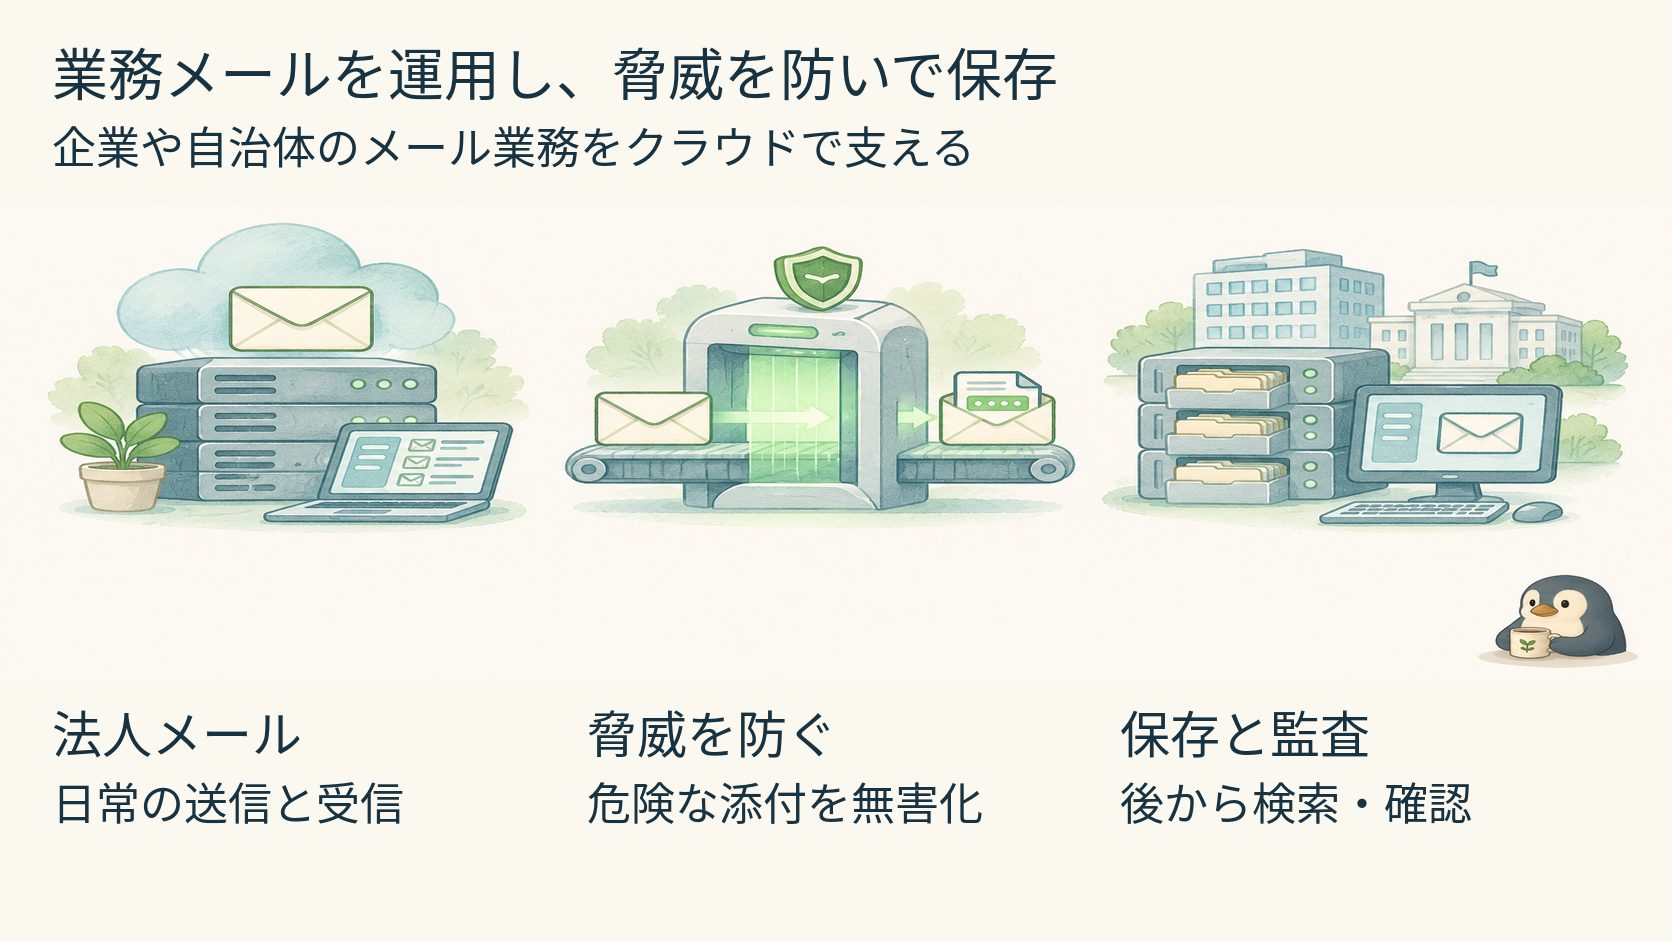 業務メールを運用し、脅威を防いで保存
企業や自治体のメール業務をクラウドで支える
法人メール
日常の送信と受信
脅威を防ぐ
危険な添付を無害化
保存と監査
後から検索・確認